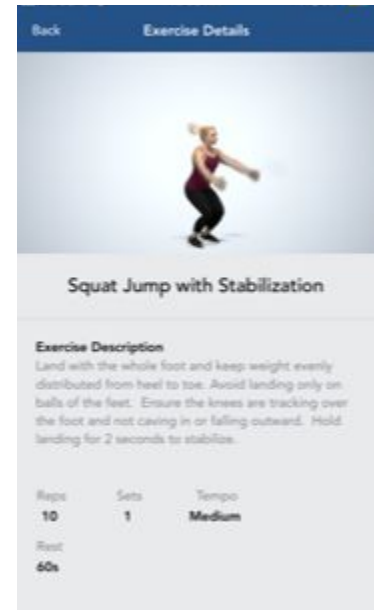 Back Exercise Details
Squat Jump with Stabilization
Exercise Description
Land with the whole foot and keep weight evenly
distributed from heel to toe. Avoid landing only on
balls of the feet. Ensure the knees are tracking over
the foot and not caving in or falling outward. Hold
landing for 2 seconds to stabilize.
Reps Sets Tempo
10 1 Medium
Rest
60s